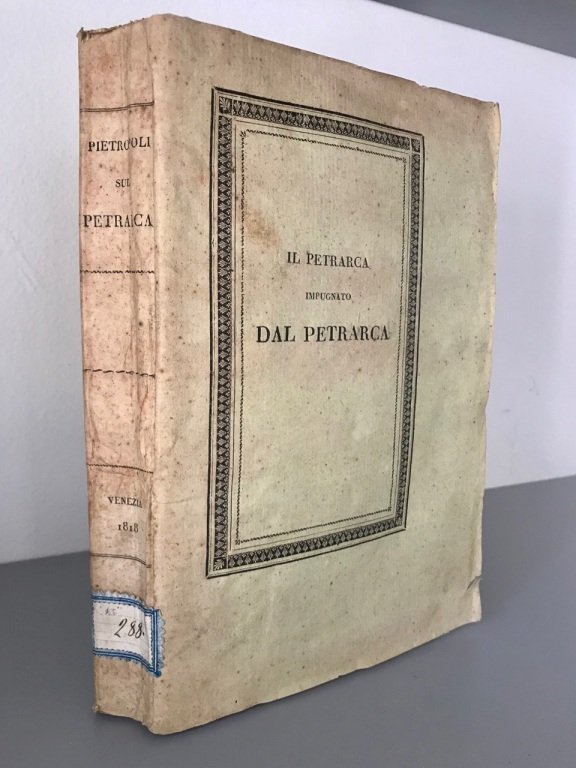 PIETROPOLI
SUL
PETRARCA
VENEZIA
1818
288.
IL PETRARCA
IMPUGNATO
DAL PETRARCA